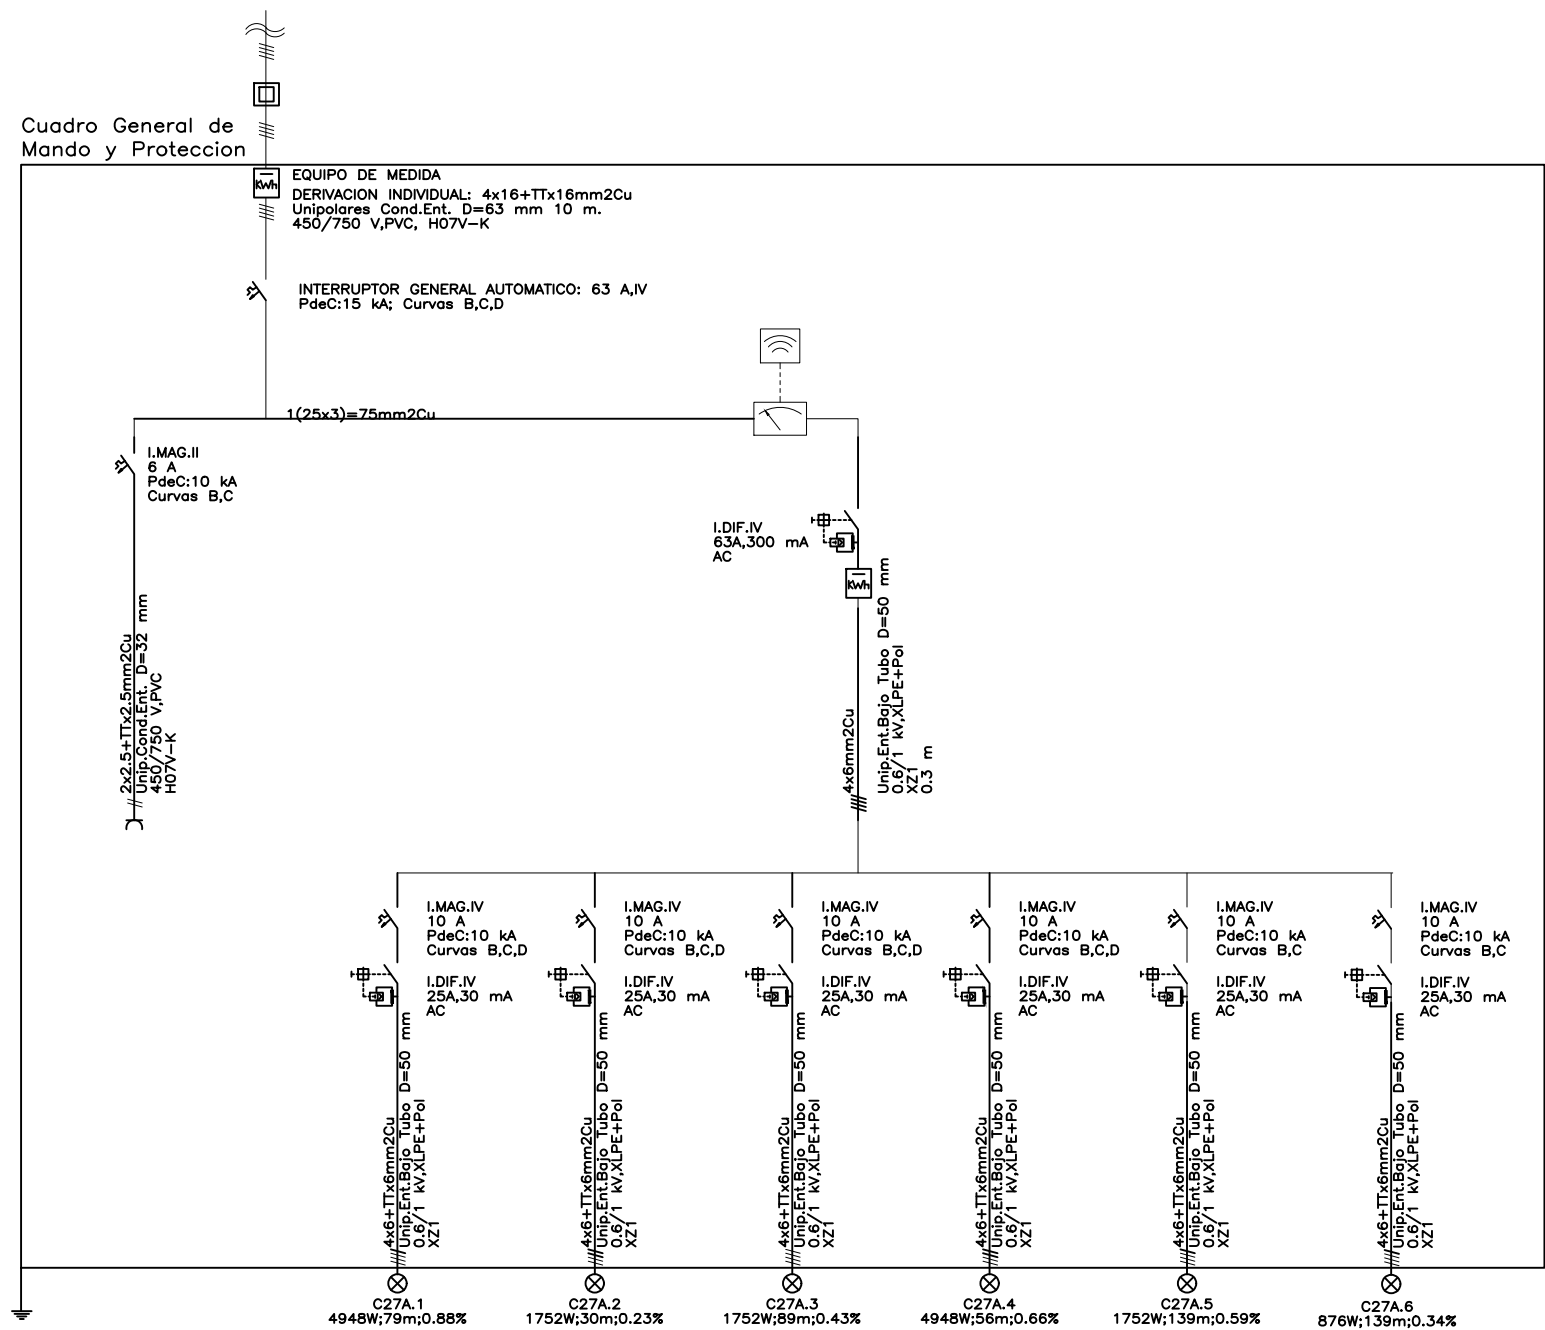 Cuadro General de
Mando y Proteccion
KWh
EQUIPO DE MEDIDA
DERIVACION INDIVIDUAL: 4x16+TTx16mm2Cu
Unipolares Cond.Ent. D=63 mm 10 m.
450/750 V,PVC, H07V-K
INTERRUPTOR GENERAL AUTOMATICO: 63 A,IV
PdeC:15 kA; Curvas B,C,D
1(25x3)=75mm2Cu
I.MAG.II
6 A
PdeC:10 kA
Curvas B,C
2x2.5+TTx2.5mm2Cu
Unip.Cond.Ent. D=32 mm
450/750 V,PVC
H07V-K
I.DIF.IV
63A,300 mA
AC
KWh
4x6mm2Cu
Unip.Ent.Bajo Tubo D=50 mm
0.6/1 kV,XLPE+Pol
XZ1
0.3 m
I.MAG.IV
10 A
PdeC:10 kA
Curvas B,C,D
I.DIF.IV
25A,30 mA
AC
4x6+TTx6mm2Cu
Unip.Ent.Bajo Tubo D=50 mm
0.6/1 kV,XLPE+Pol
XZ1
C27A.1
4948W;79m;0.88%
I.MAG.IV
10 A
PdeC:10 kA
Curvas B,C,D
I.DIF.IV
25A,30 mA
AC
4x6+TTx6mm2Cu
Unip.Ent.Bajo Tubo D=50 mm
0.6/1 kV,XLPE+Pol
XZ1
C27A.2
1752W;30m;0.23%
I.MAG.IV
10 A
PdeC:10 kA
Curvas B,C,D
I.DIF.IV
25A,30 mA
AC
4x6+TTx6mm2Cu
Unip.Ent.Bajo Tubo D=50 mm
0.6/1 kV,XLPE+Pol
XZ1
C27A.3
1752W;89m;0.43%
I.MAG.IV
10 A
PdeC:10 kA
Curvas B,C,D
I.DIF.IV
25A,30 mA
AC
4x6+TTx6mm2Cu
Unip.Ent.Bajo Tubo D=50 mm
0.6/1 kV,XLPE+Pol
XZ1
C27A.4
4948W;56m;0.66%
I.MAG.IV
10 A
PdeC:10 kA
Curvas B,C
I.DIF.IV
25A,30 mA
AC
4x6+TTx6mm2Cu
Unip.Ent.Bajo Tubo D=50 mm
0.6/1 kV,XLPE+Pol
XZ1
C27A.5
1752W;139m;0.59%
I.MAG.IV
10 A
PdeC:10 kA
Curvas B,C
I.DIF.IV
25A,30 mA
AC
4x6+TTx6mm2Cu
Unip.Ent.Bajo Tubo D=50 mm
0.6/1 kV,XLPE+Pol
XZ1
C27A.6
876W;139m;0.34%